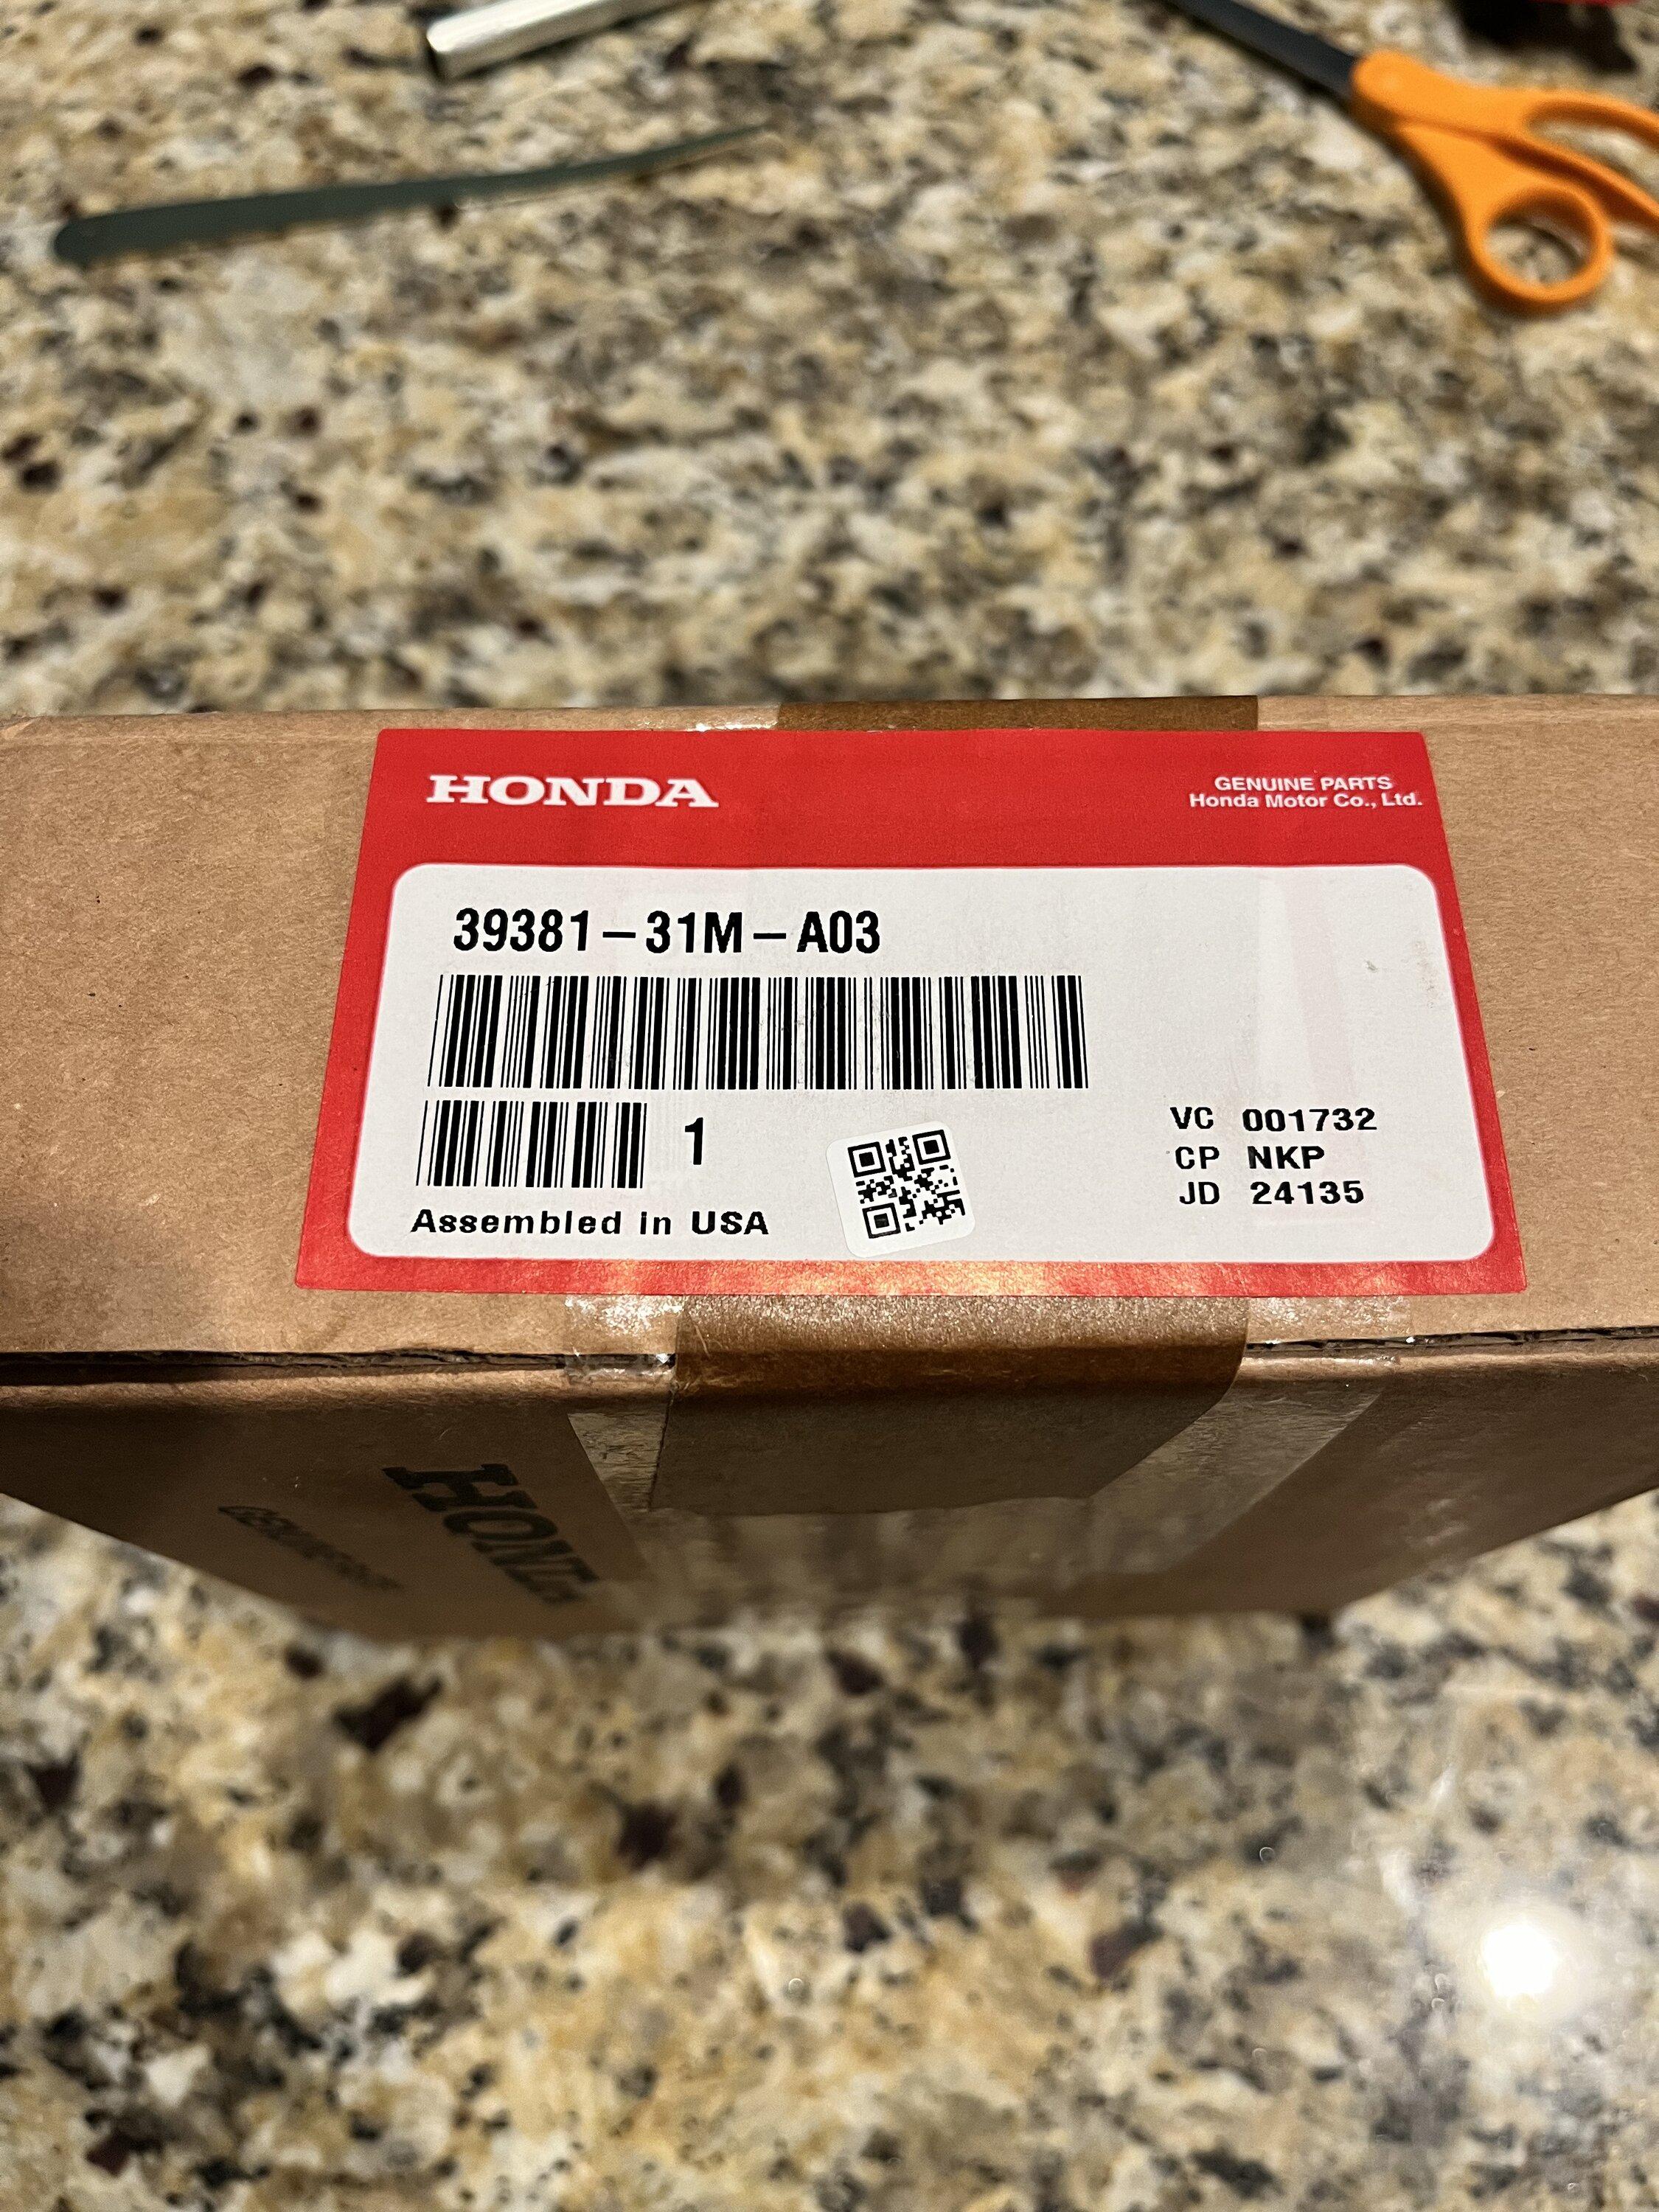 HONDA
GENUINE PARTS
Honda Motor Co., Ltd.
39381-31M-A03
1
VC 001732
CP NKP
JD 24135
Assembled in USA
HONDA